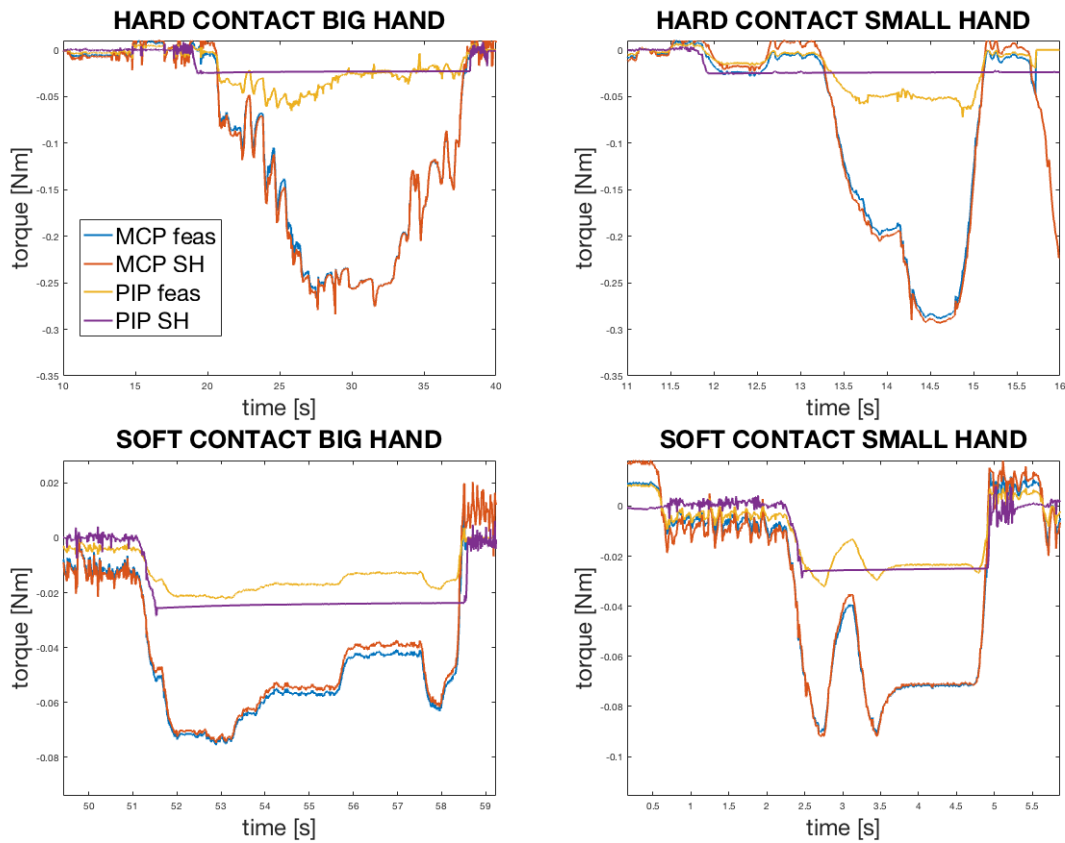 HARD CONTACT BIG HAND
0
-0.05
-0.1
-0.15
-0.2
-0.25
-0.3
-0.35
torque [Nm]
MCP feas
MCP SH
PIP feas
PIP SH
10 15 20 25 30 35 40
time [s]
HARD CONTACT SMALL HAND
0
-0.05
-0.1
-0.15
-0.2
-0.25
-0.3
-0.35
torque [Nm]
11 11.5 12 12.5 13 13.5 14 14.5 15 15.5 16
time [s]
SOFT CONTACT BIG HAND
0.02
0
-0.02
-0.04
-0.06
-0.08
torque [Nm]
50 51 52 53 54 55 56 57 58 59
time [s]
SOFT CONTACT SMALL HAND
0
-0.02
-0.04
-0.06
-0.08
-0.1
torque [Nm]
0.5 1 1.5 2 2.5 3 3.5 4 4.5 5 5.5
time [s]